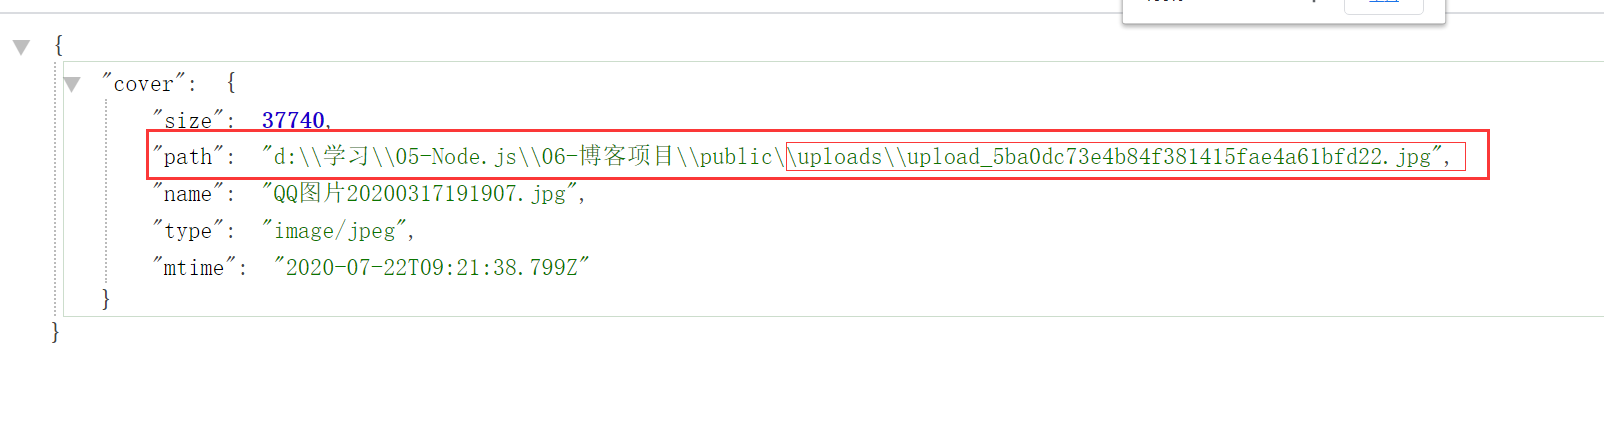 {
"cover": {
"size": 37740,
"path": "d:\\学习\\05-Node.js\\06-博客项目\\public\\uploads\\upload_5ba0dc73e4b84f381415fae4a61bfd22.jpg",
"name": "QQ图片20200317191907.jpg",
"type": "image/jpeg",
"mtime": "2020-07-22T09:21:38.799Z"
}
}